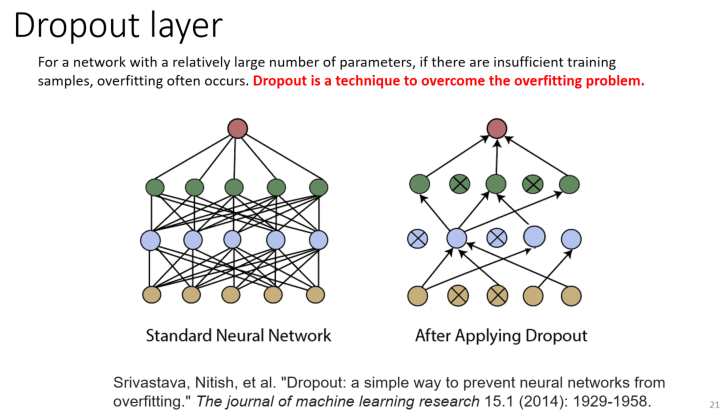 Dropout layer
For a network with a relatively large number of parameters, if there are insufficient training
samples, overfitting often occurs. Dropout is a technique to overcome the overfitting problem.
Standard Neural Network
After Applying Dropout
Srivastava, Nitish, et al. "Dropout: a simple way to prevent neural networks from
overfitting." The journal of machine learning research 15.1 (2014): 1929-1958.
21